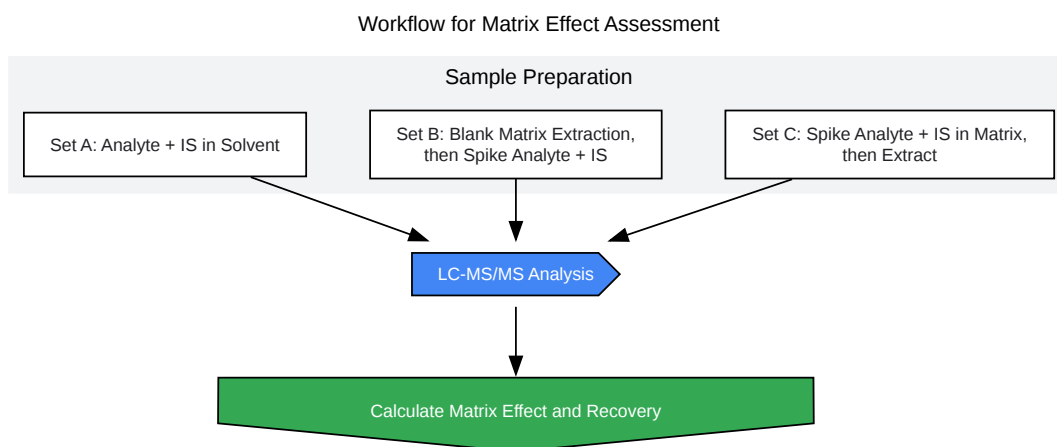 Workflow for Matrix Effect Assessment
Sample Preparation
Set A: Analyte + IS in Solvent
Set B: Blank Matrix Extraction,
then Spike Analyte + IS
Set C: Spike Analyte + IS in Matrix,
then Extract
LC-MS/MS Analysis
Calculate Matrix Effect and Recovery